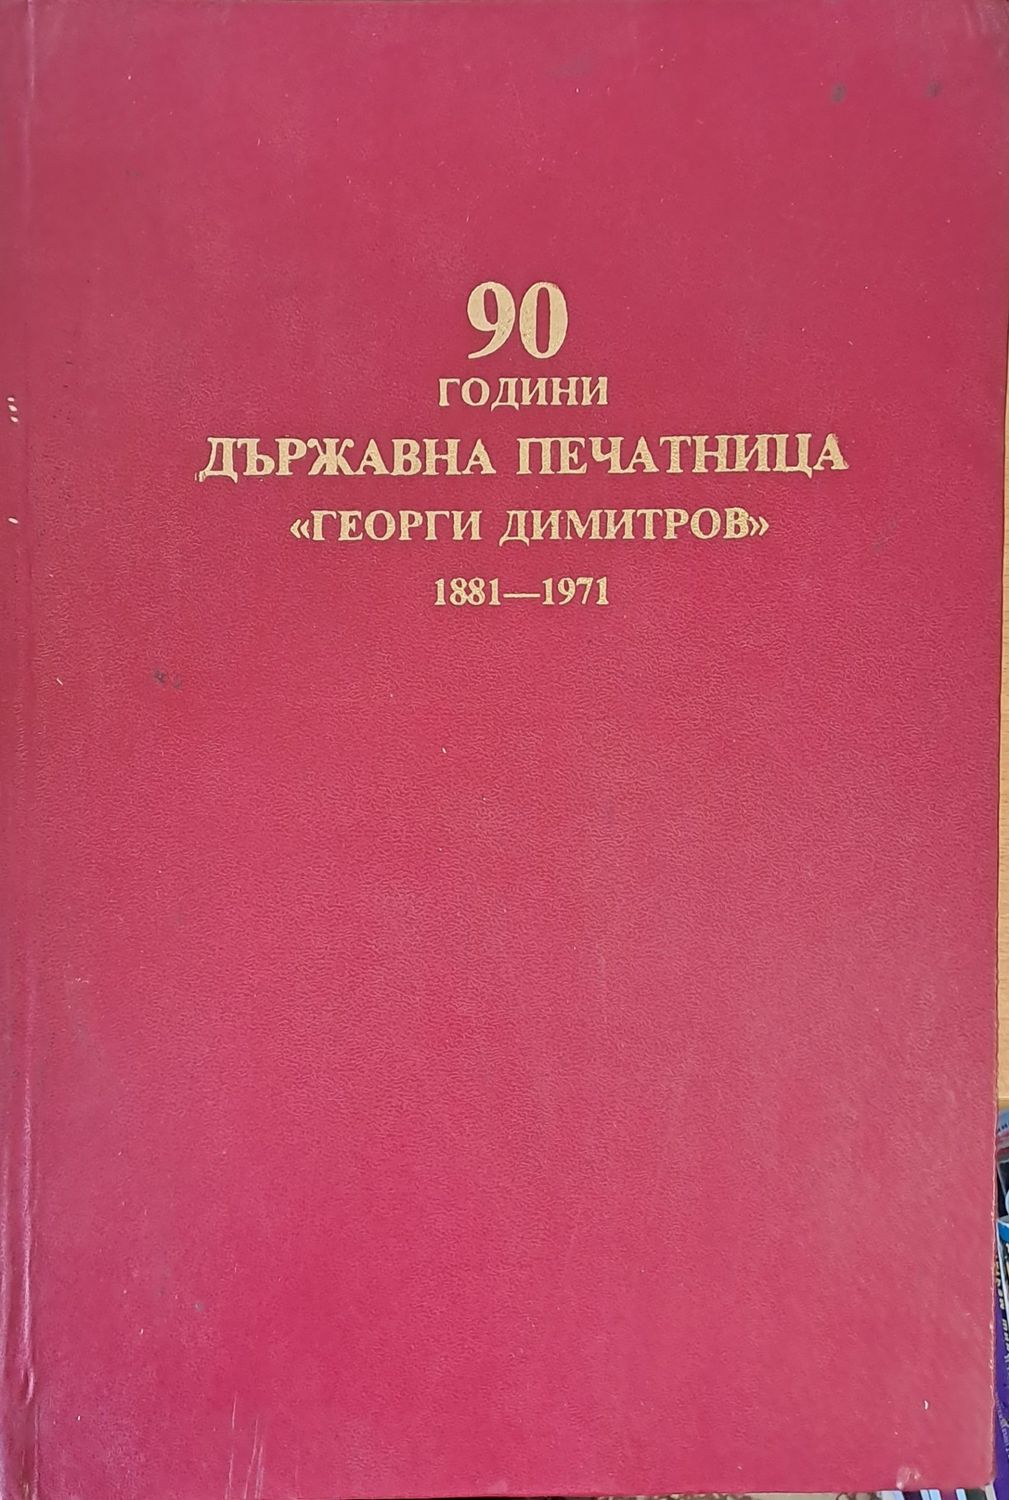 90
ГОДИНИ
ДЪРЖАВНА ПЕЧАТНИЦА
«ГЕОРГИ ДИМИТРОВ»
1881—1971